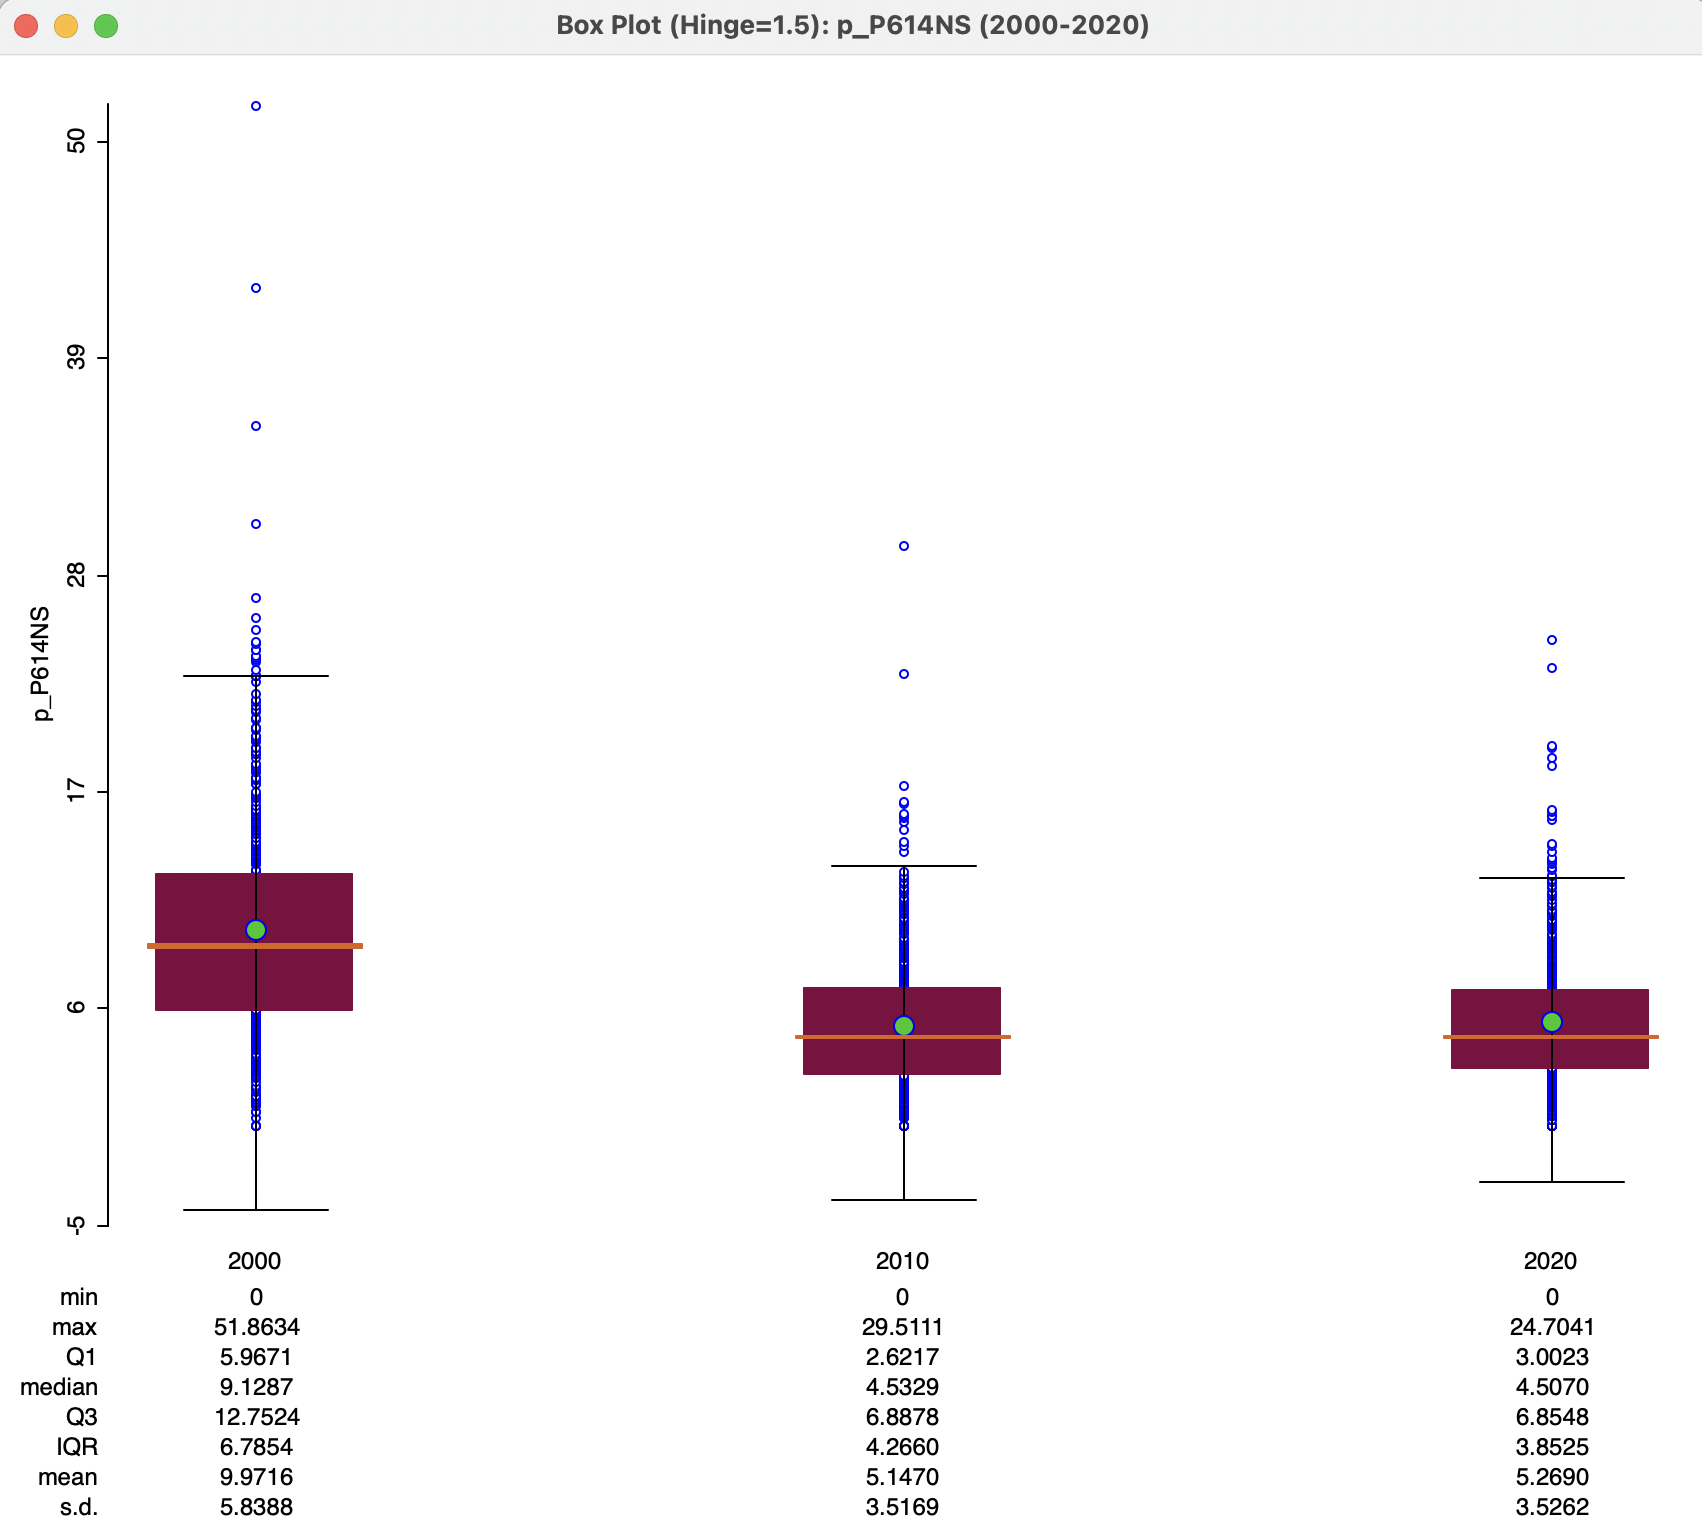 Box Plot (Hinge=1.5): p_P614NS (2000-2020)
50
39
28
17
6
-5
p_P614NS
2000 2010 2020
min 0 0 0
max 51.8634 29.5111 24.7041
Q1 5.9671 2.6217 3.0023
median 9.1287 4.5329 4.5070
Q3 12.7524 6.8878 6.8548
IQR 6.7854 4.2660 3.8525
mean 9.9716 5.1470 5.2690
s.d. 5.8388 3.5169 3.5262